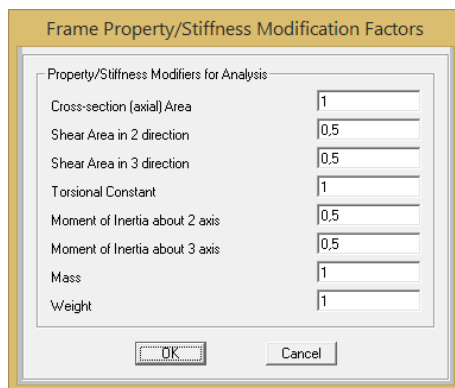 Frame Property/Stiffness Modification Factors
Property/Stiffness Modifiers for Analysis
Cross-section (axial) Area 1
Shear Area in 2 direction 0,5
Shear Area in 3 direction 0,5
Torsional Constant 1
Moment of Inertia about 2 axis 0,5
Moment of Inertia about 3 axis 0,5
Mass 1
Weight 1
OK Cancel